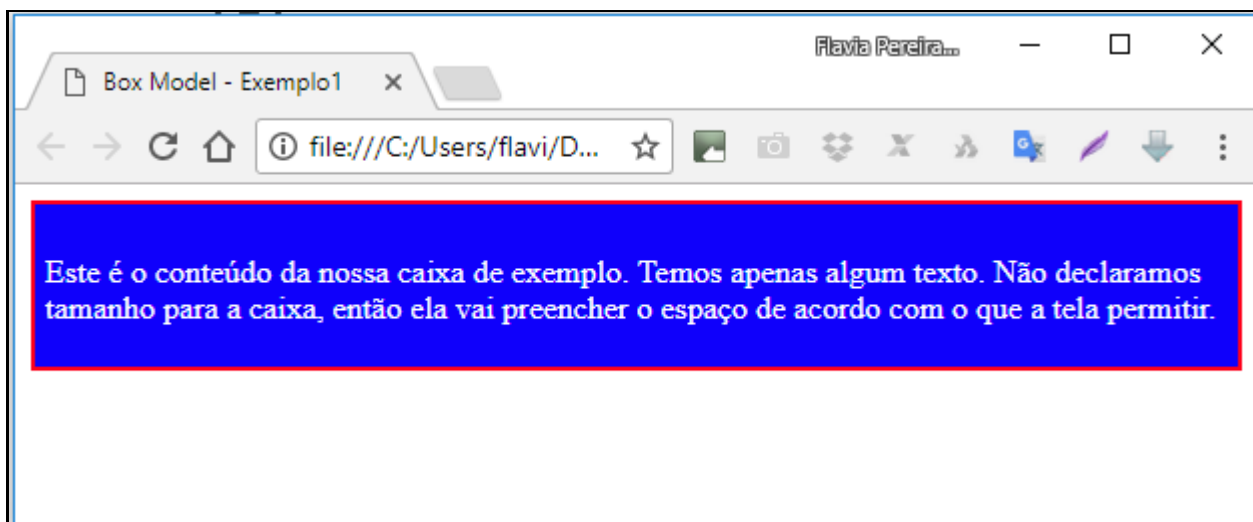 Flavia Pereira...
Box Model - Exemplo1
file:///C:/Users/flavi/D...
Este é o conteúdo da nossa caixa de exemplo. Temos apenas algum texto. Não declaramos
tamanho para a caixa, então ela vai preencher o espaço de acordo com o que a tela permitir.